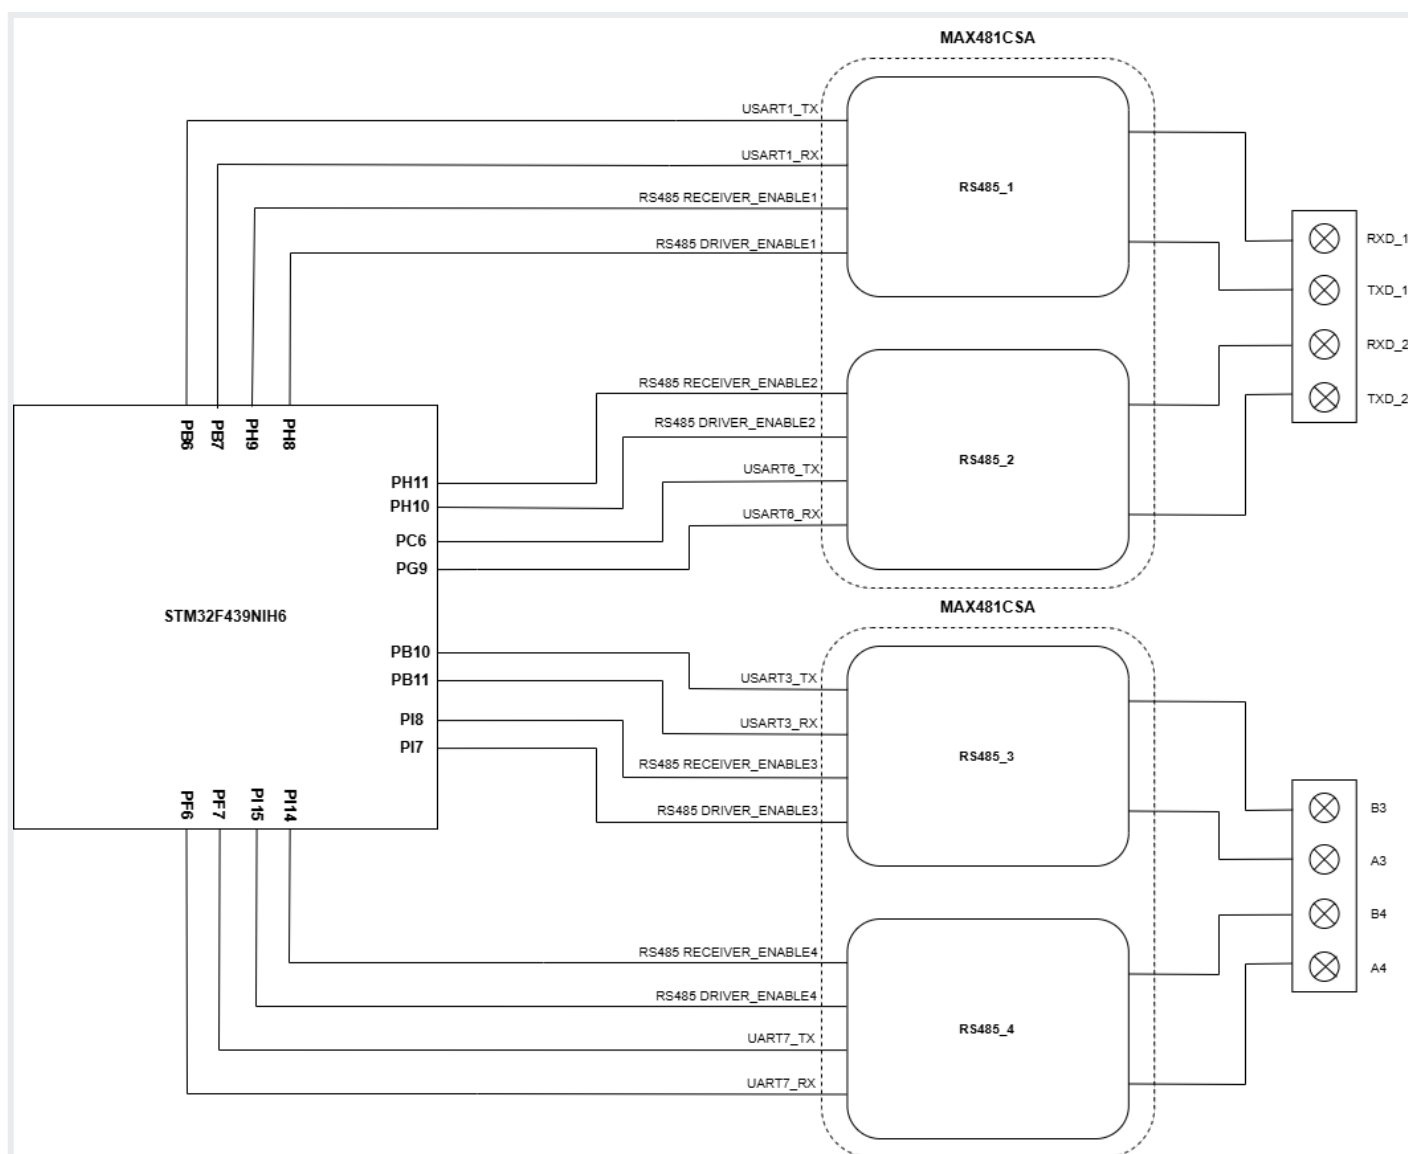 MAX481CSA
USART1_TX
USART1_RX
RS485 RECEIVER_ENABLE1
RS485 DRIVER_ENABLE1
RS485_1
RXD_1
TXD_1
RXD_2
TXD_2
RS485 RECEIVER_ENABLE2
RS485 DRIVER_ENABLE2
USART6_TX
USART6_RX
RS485_2
PB6
PB7
PH9
PH8
PH11
PH10
PC6
PG9
STM32F439NIH6
PB10
PB11
PI8
PI7
PF6
PF7
PI15
PI14
MAX481CSA
USART3_TX
USART3_RX
RS485 RECEIVER_ENABLE3
RS485 DRIVER_ENABLE3
RS485_3
B3
A3
B4
A4
RS485 RECEIVER_ENABLE4
RS485 DRIVER_ENABLE4
UART7_TX
UART7_RX
RS485_4